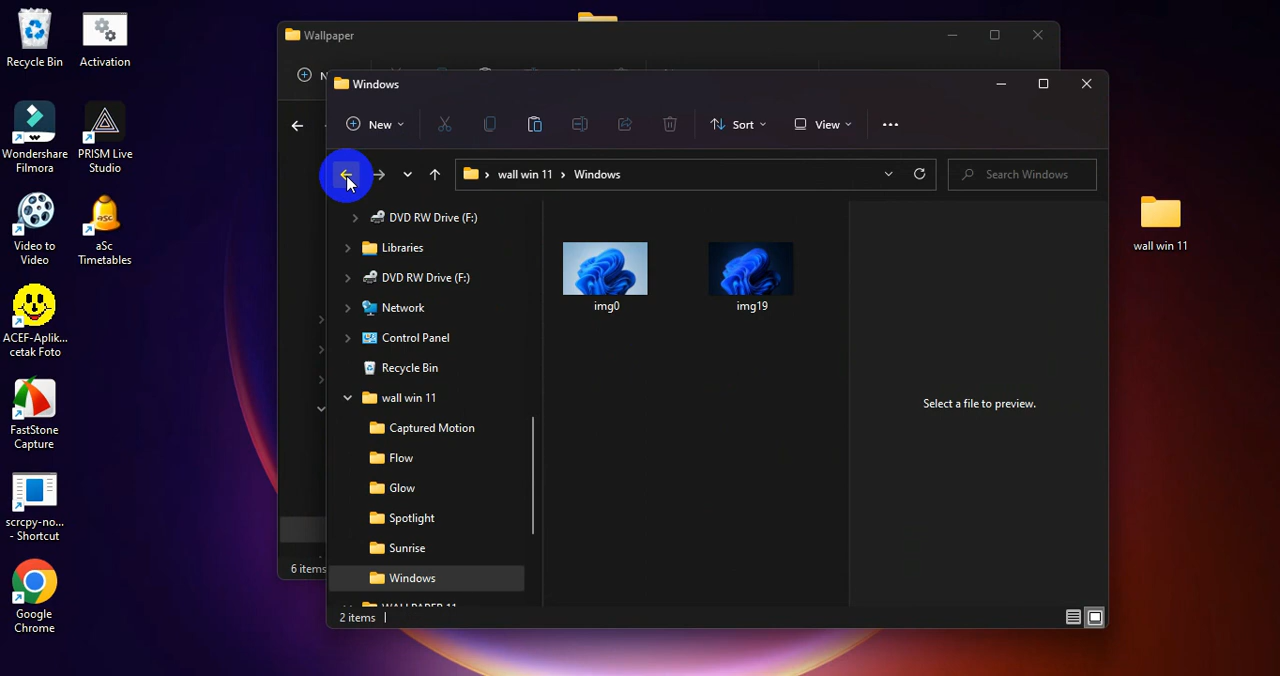 Recycle Bin
Activation
Wondershare
Filmora
PRISM Live
Studio
Video to
Video
aSc
Timetables
ACEF-Aplik...
cetak Foto
FastStone
Capture
scrcpy-no...
- Shortcut
Google
Chrome
Wallpaper
6 items
Windows
New
Sort
View
wall win 11 > Windows
Search Windows
DVD RW Drive (F:)
Libraries
DVD RW Drive (F:)
Network
Control Panel
Recycle Bin
wall win 11
Captured Motion
Flow
Glow
Spotlight
Sunrise
Windows
WALLPAPER 11
img0
img19
Select a file to preview.
2 items
wall win 11